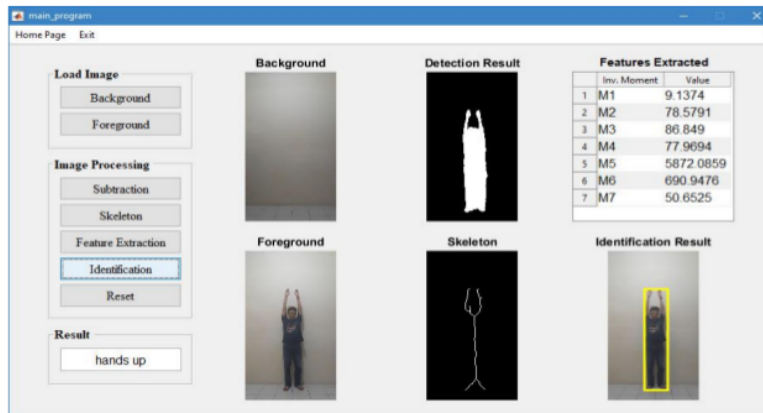 main_program
Home Page Exit
Load Image
Background
Foreground
Image Processing
Subtraction
Skeleton
Feature Extraction
Identification
Reset
Result
hands up
Background
Detection Result
Features Extracted
Inv. Moment Value
1 M1 9.1374
2 M2 78.5791
3 M3 86.849
4 M4 77.9694
5 M5 5872.0859
6 M6 690.9476
7 M7 50.6525
Foreground
Skeleton
Identification Result